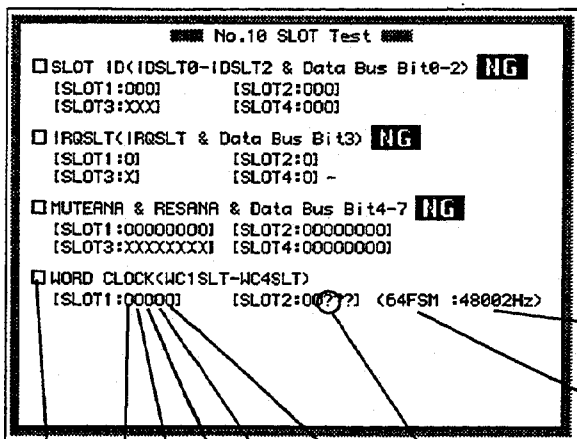 No.10 SLOT Test
SLOT ID(IDSLT0-IDSLT2 & Data Bus Bit0-2) NG
[SLOT1:000] [SLOT2:000]
[SLOT3:XXX] [SLOT4:000]
IRQSLT(IRQSLT & Data Bus Bit3) NG
[SLOT1:0] [SLOT2:0]
[SLOT3:X] [SLOT4:0] ~
MUTEANA & RESANA & Data Bus Bit4-7 NG
[SLOT1:00000000] [SLOT2:00000000]
[SLOT3:XXXXXXXX] [SLOT4:00000000]
WORD CLOCK(WC1SLT-WC4SLT)
[SLOT1:00000] [SLOT2:00???] (64FSM :48002Hz)